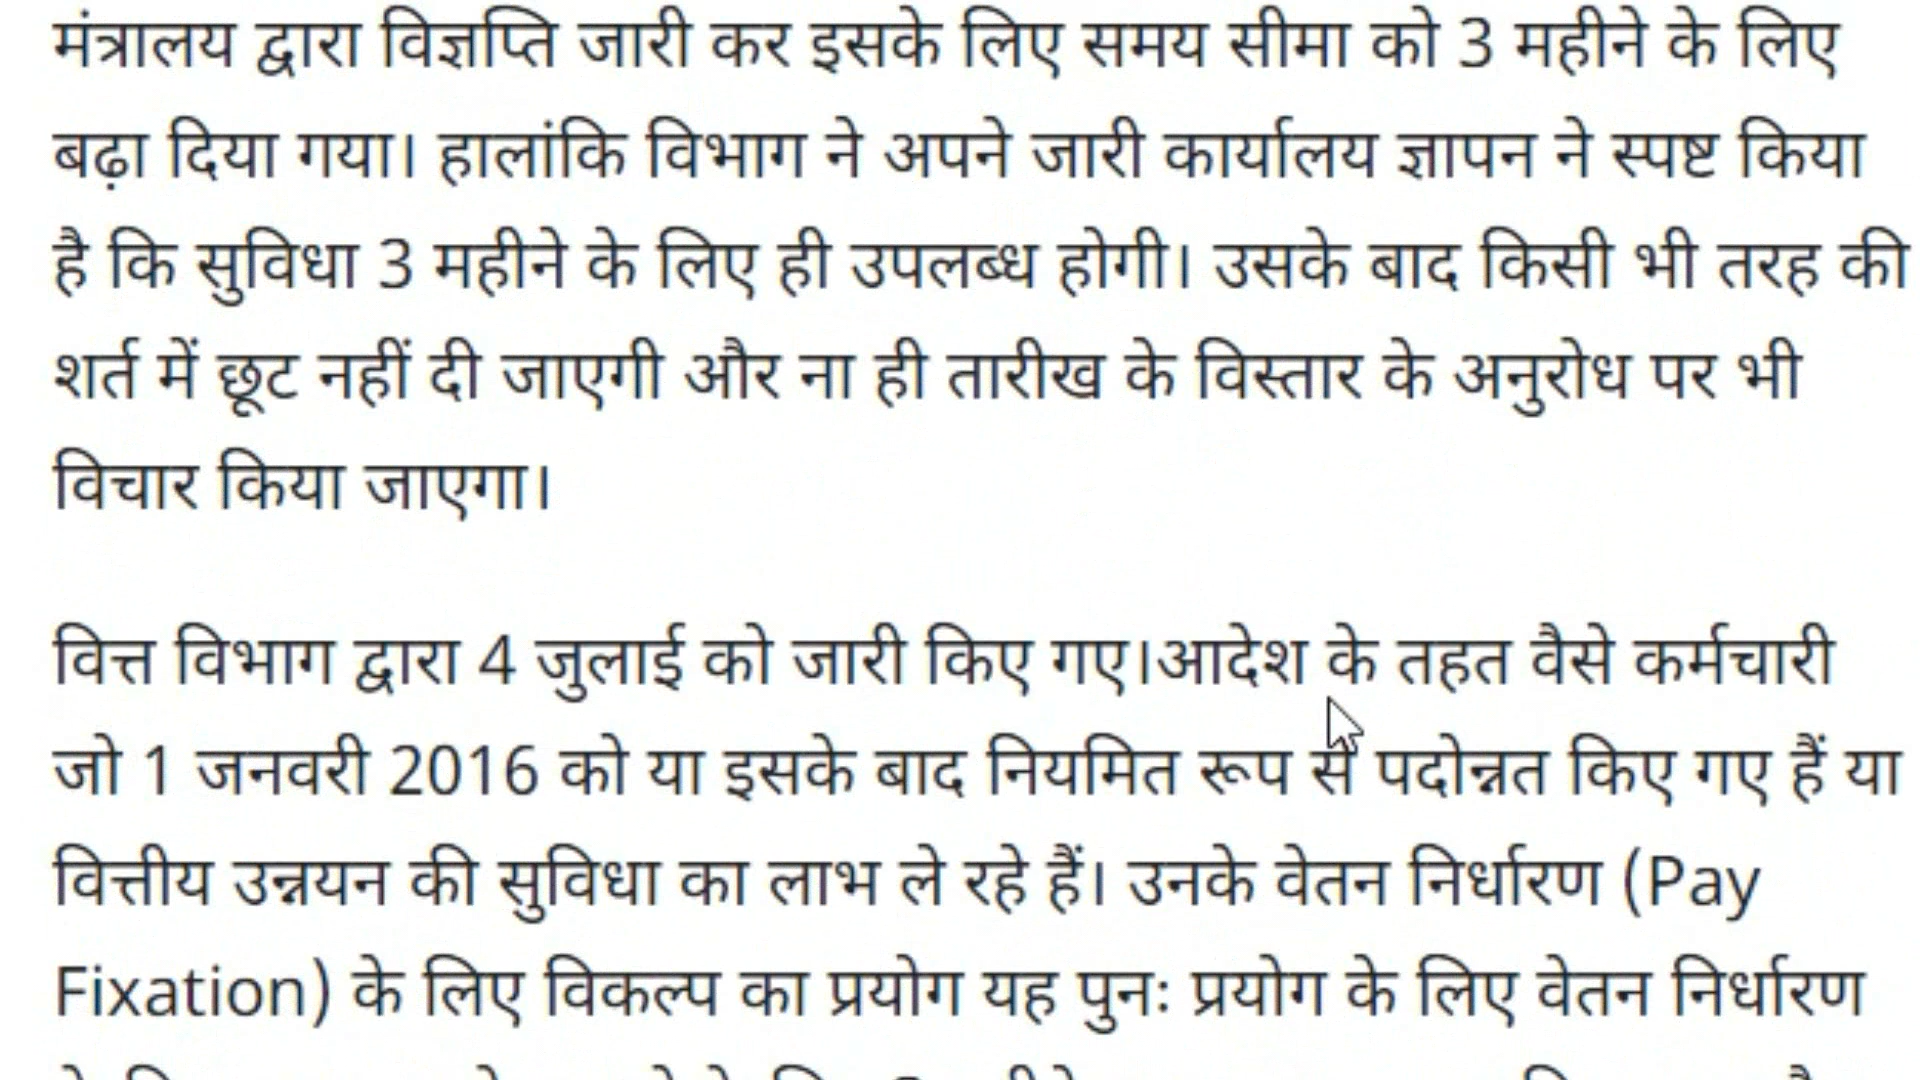 मंत्रालय द्वारा विज्ञप्ति जारी कर इसके लिए समय सीमा को 3 महीने के लिए
बढ़ा दिया गया। हालांकि विभाग ने अपने जारी कार्यालय ज्ञापन ने स्पष्ट किया
है कि सुविधा 3 महीने के लिए ही उपलब्ध होगी। उसके बाद किसी भी तरह की
शर्त में छूट नहीं दी जाएगी और ना ही तारीख के विस्तार के अनुरोध पर भी
विचार किया जाएगा।
वित्त विभाग द्वारा 4 जुलाई को जारी किए गए।आदेश के तहत वैसे कर्मचारी
जो 1 जनवरी 2016 को या इसके बाद नियमित रूप से पदोन्नत किए गए हैं या
वित्तीय उन्नयन की सुविधा का लाभ ले रहे हैं। उनके वेतन निर्धारण (Pay
Fixation) के लिए विकल्प का प्रयोग यह पुनः प्रयोग के लिए वेतन निर्धारण